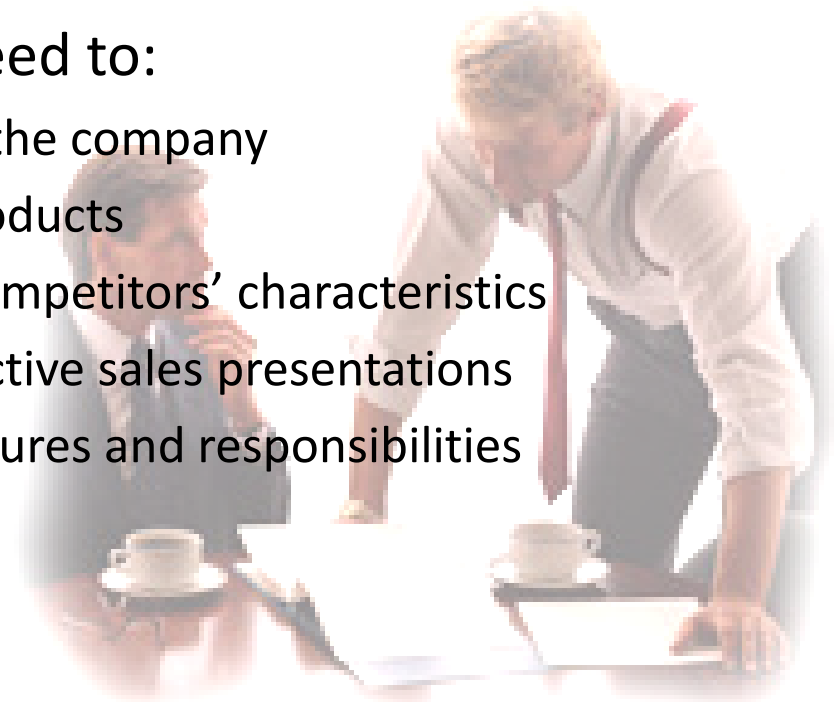 eed to:
the company
oducts
mpetitors’ characteristics
ctive sales presentations
ures and responsibilities